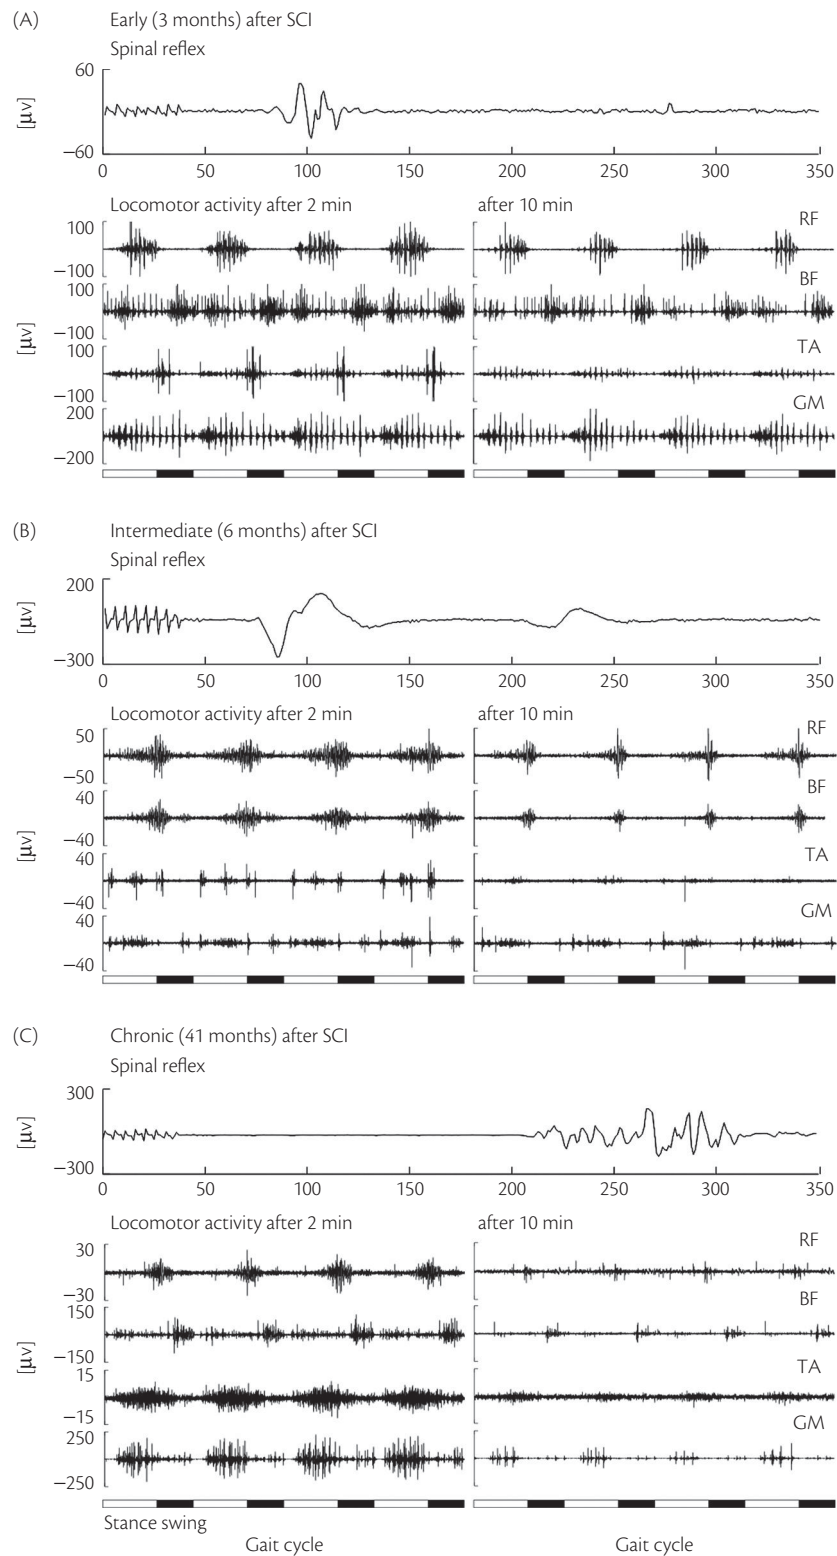 (A) Early (3 months) after SCI
Spinal reflex
60
[μv]
−60
0 50 100 150 200 250 300 350
Locomotor activity after 2 min after 10 min
100 RF
−100
100 BF
[μv]
−100
100 TA
−100
200 GM
−200
(B) Intermediate (6 months) after SCI
Spinal reflex
200
[μv]
−300
0 50 100 150 200 250 300 350
Locomotor activity after 2 min after 10 min
50 RF
−50
40 BF
[μv]
−40
40 TA
−40
40 GM
−40
(C) Chronic (41 months) after SCI
Spinal reflex
300
[μv]
−300
0 50 100 150 200 250 300 350
Locomotor activity after 2 min after 10 min
30 RF
−30
150 BF
[μv]
−150
15 TA
−15
250 GM
−250
Stance swing
Gait cycle Gait cycle